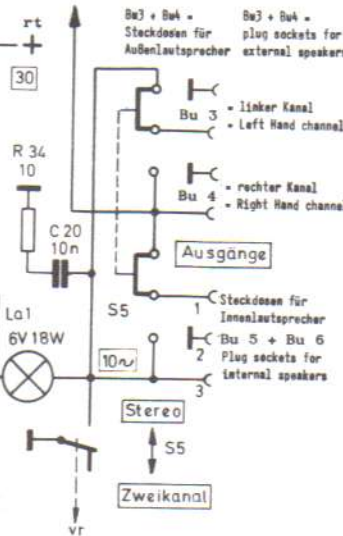 rt
Bu3 + Bu4 =
Steckdosen für
Außenlautsprecher
Bu3 + Bu4 =
plug sockets for
external speakers
30
Bu 3
= linker Kanal
= Left Hand channel
R 34
10
Bu 4
= rechter Kanal
= Right Hand channel
C 20
10n
Ausgänge
S5
1
Steckdosen für
Innenlautsprecher
La1
6V 18W
Bu 5 + Bu 6
2
Plug sockets for
internal speakers
10~
3
Stereo
S5
Zweikanal
vr